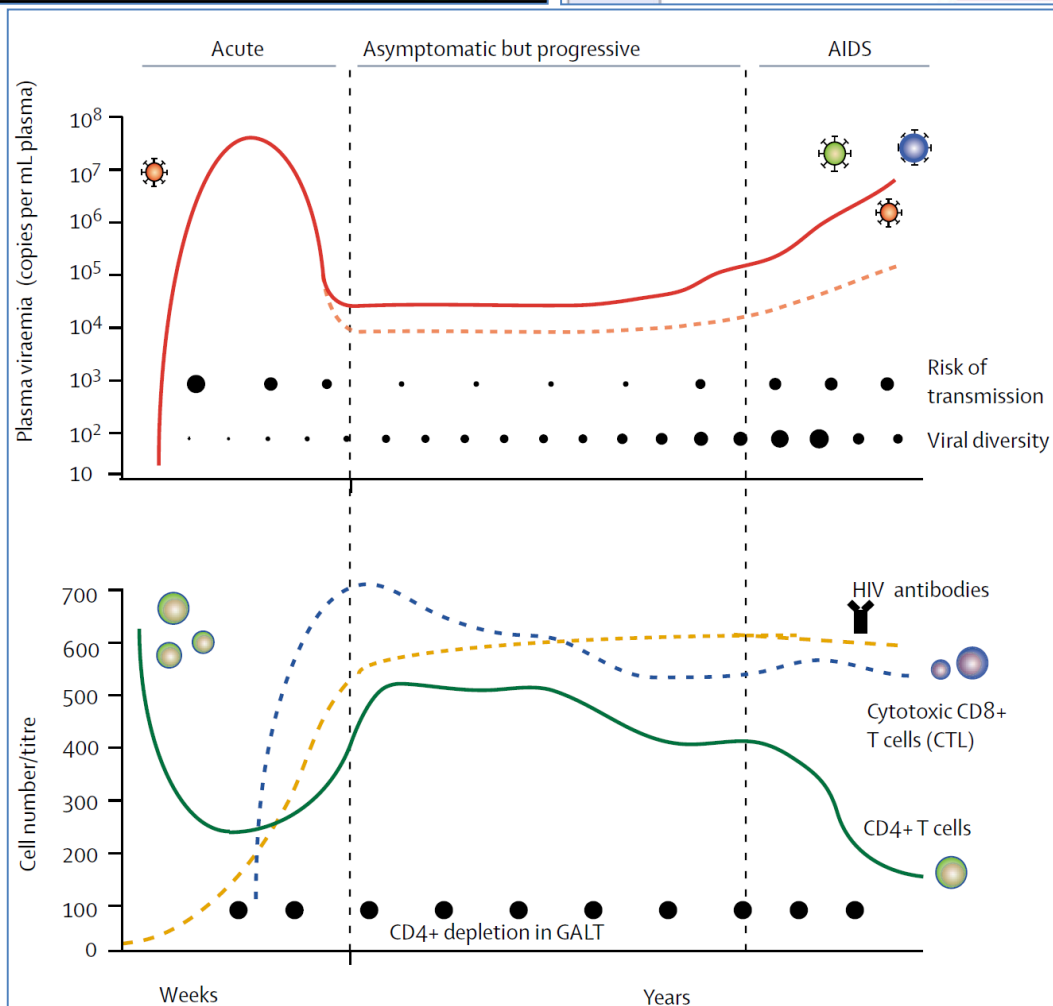 Acute
Asymptomatic but progressive
AIDS
Plasma viraemia (copies per mL plasma)
10⁸
10⁷
10⁶
10⁵
10⁴
10³
10²
10
Risk of
transmission
Viral diversity
Cell number/titre
700
600
500
400
300
200
100
0
HIV antibodies
Cytotoxic CD8+
T cells (CTL)
CD4+ T cells
CD4+ depletion in GALT
Weeks
Years